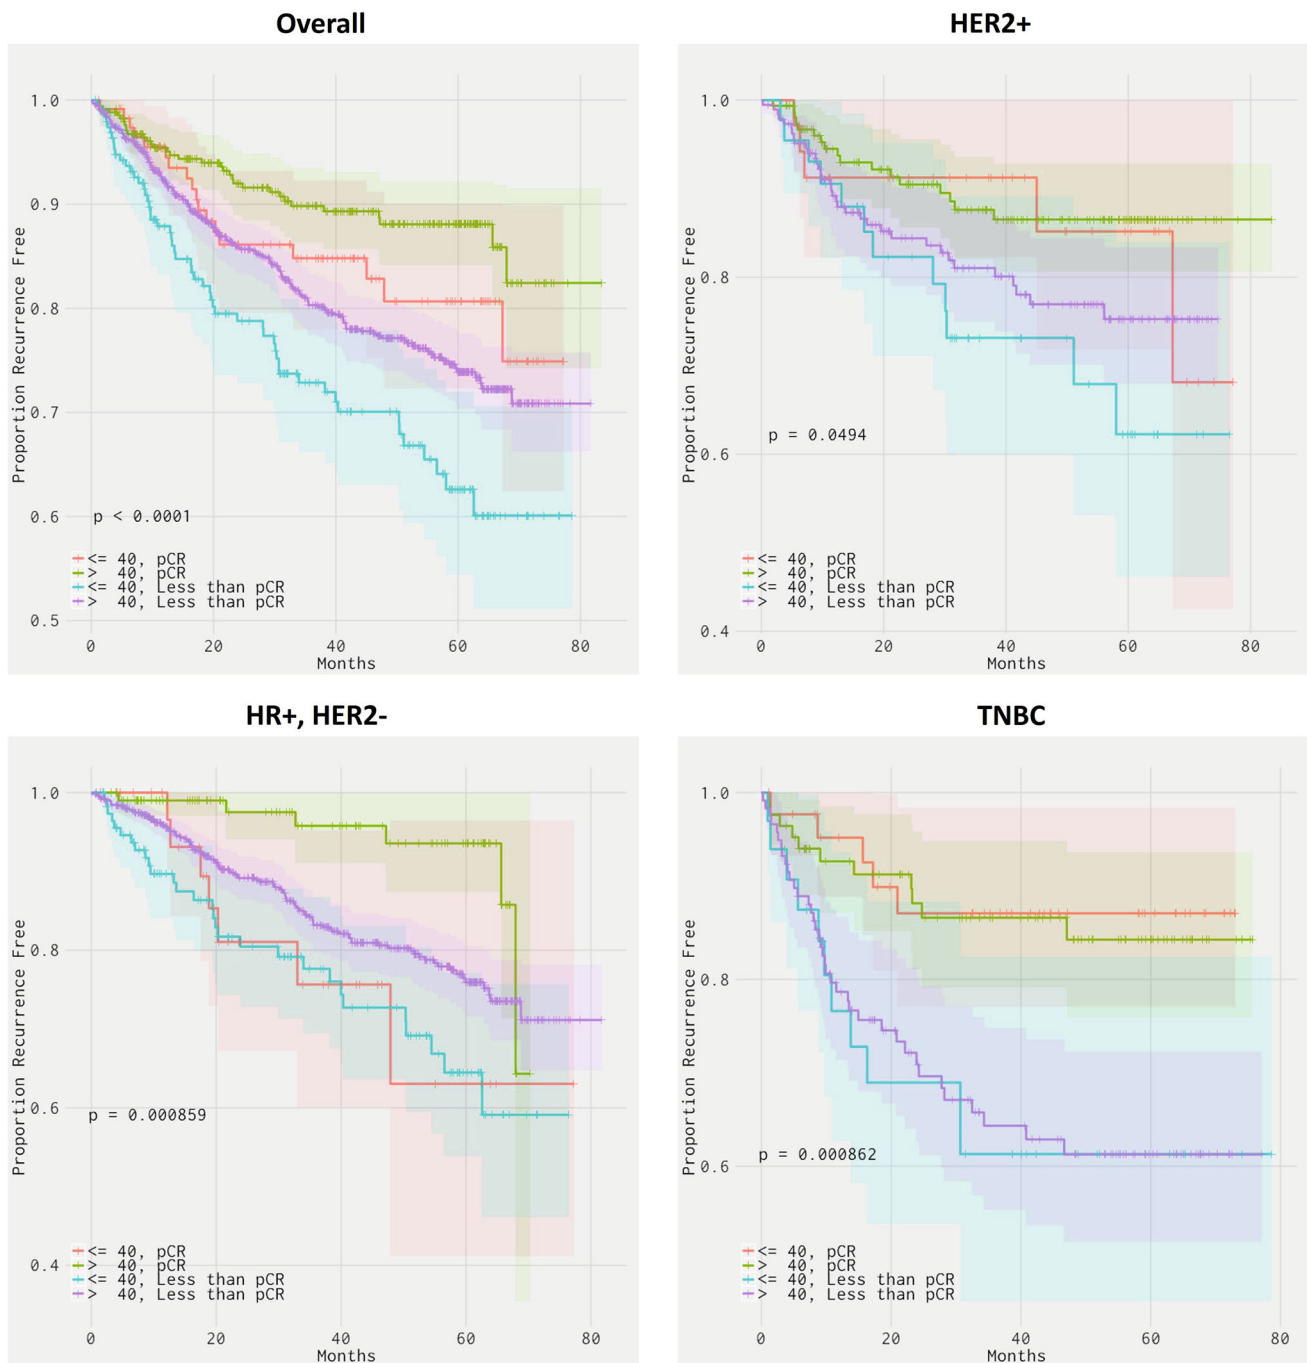 Overall
Proportion Recurrence Free
1.0
0.9
0.8
0.7
0.6
0.5
p < 0.0001
<= 40, pCR
> 40, pCR
<= 40, Less than pCR
> 40, Less than pCR
0 20 40 60 80
Months
HER2+
Proportion Recurrence Free
1.0
0.8
0.6
0.4
p = 0.0494
<= 40, pCR
> 40, pCR
<= 40, Less than pCR
> 40, Less than pCR
0 20 40 60 80
Months
HR+, HER2-
Proportion Recurrence Free
1.0
0.8
0.6
0.4
p = 0.000859
<= 40, pCR
> 40, pCR
<= 40, Less than pCR
> 40, Less than pCR
0 20 40 60 80
Months
TNBC
Proportion Recurrence Free
1.0
0.8
0.6
p = 0.000862
<= 40, pCR
> 40, pCR
<= 40, Less than pCR
> 40, Less than pCR
0 20 40 60 80
Months